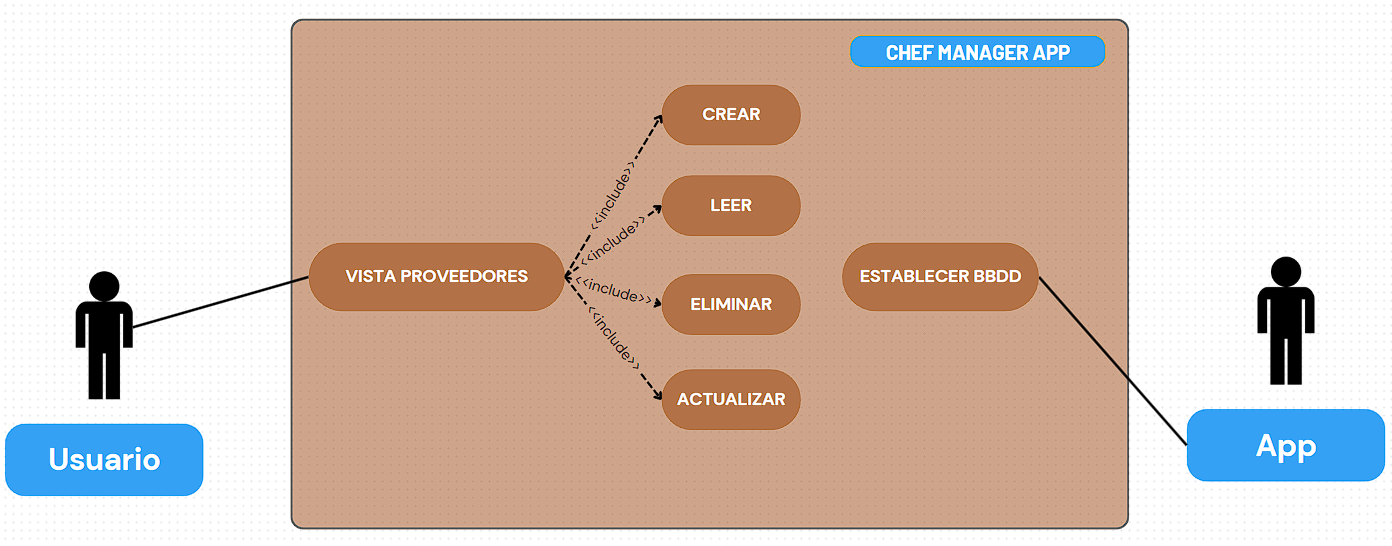 CHEF MANAGER APP
CREAR
<<include>>
LEER
<<include>>
VISTA PROVEEDORES
ESTABLECER BBDD
<<include>>
ELIMINAR
<<include>>
ACTUALIZAR
Usuario
App